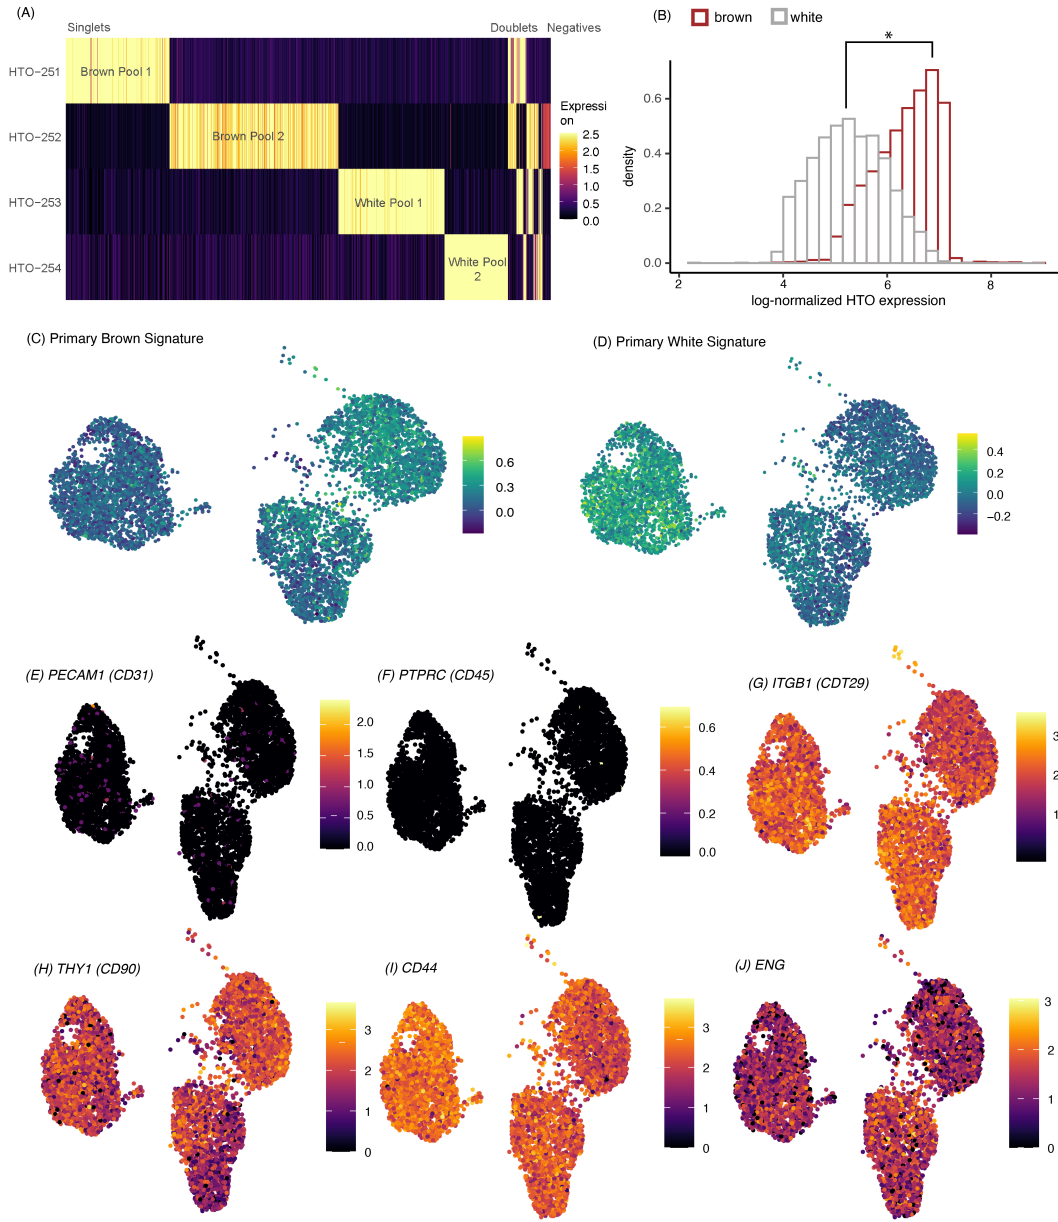 (A)
Singlets
Doublets
Negatives
HTO−251
HTO−252
HTO−253
HTO−254
Brown Pool 1
Brown Pool 2
White Pool 1
White Pool
2
Expressi
on
2.5
2.0
1.5
1.0
0.5
0.0
(B)
brown
white
*
density
0.6
0.4
0.2
0.0
2
4
6
8
log-normalized HTO expression
(C) Primary Brown Signature
0.6
0.3
0.0
(D) Primary White Signature
0.4
0.2
0.0
−0.2
(E) PECAM1 (CD31)
2.0
1.5
1.0
0.5
0.0
(F) PTPRC (CD45)
0.6
0.4
0.2
0.0
(G) ITGB1 (CDT29)
3
2
1
(H) THY1 (CD90)
3
2
1
0
(I) CD44
3
2
1
0
(J) ENG
3
2
1
0